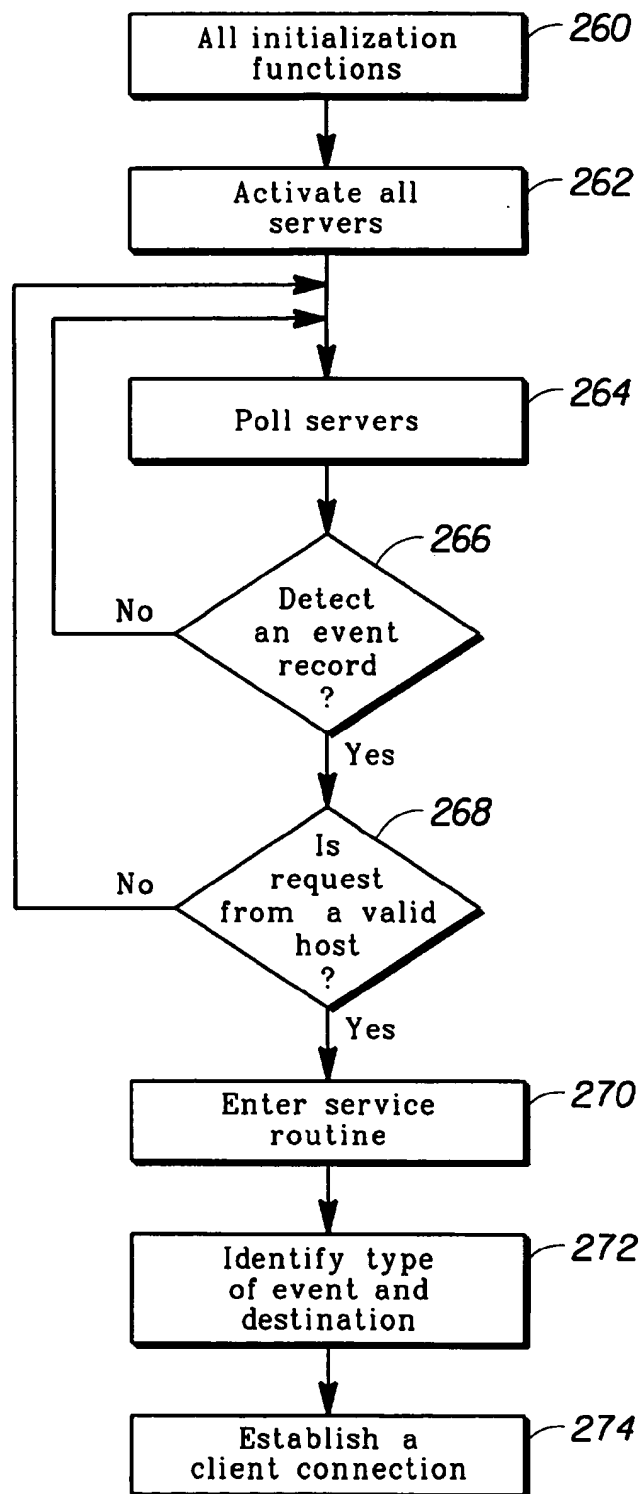 All initialization
functions
260
Activate all
servers
262
Poll servers
264
266
Detect
an event
record
?
No
Yes
268
Is
request
from a valid
host
?
No
Yes
Enter service
routine
270
Identify type
of event and
destination
272
Establish a
client connection
274